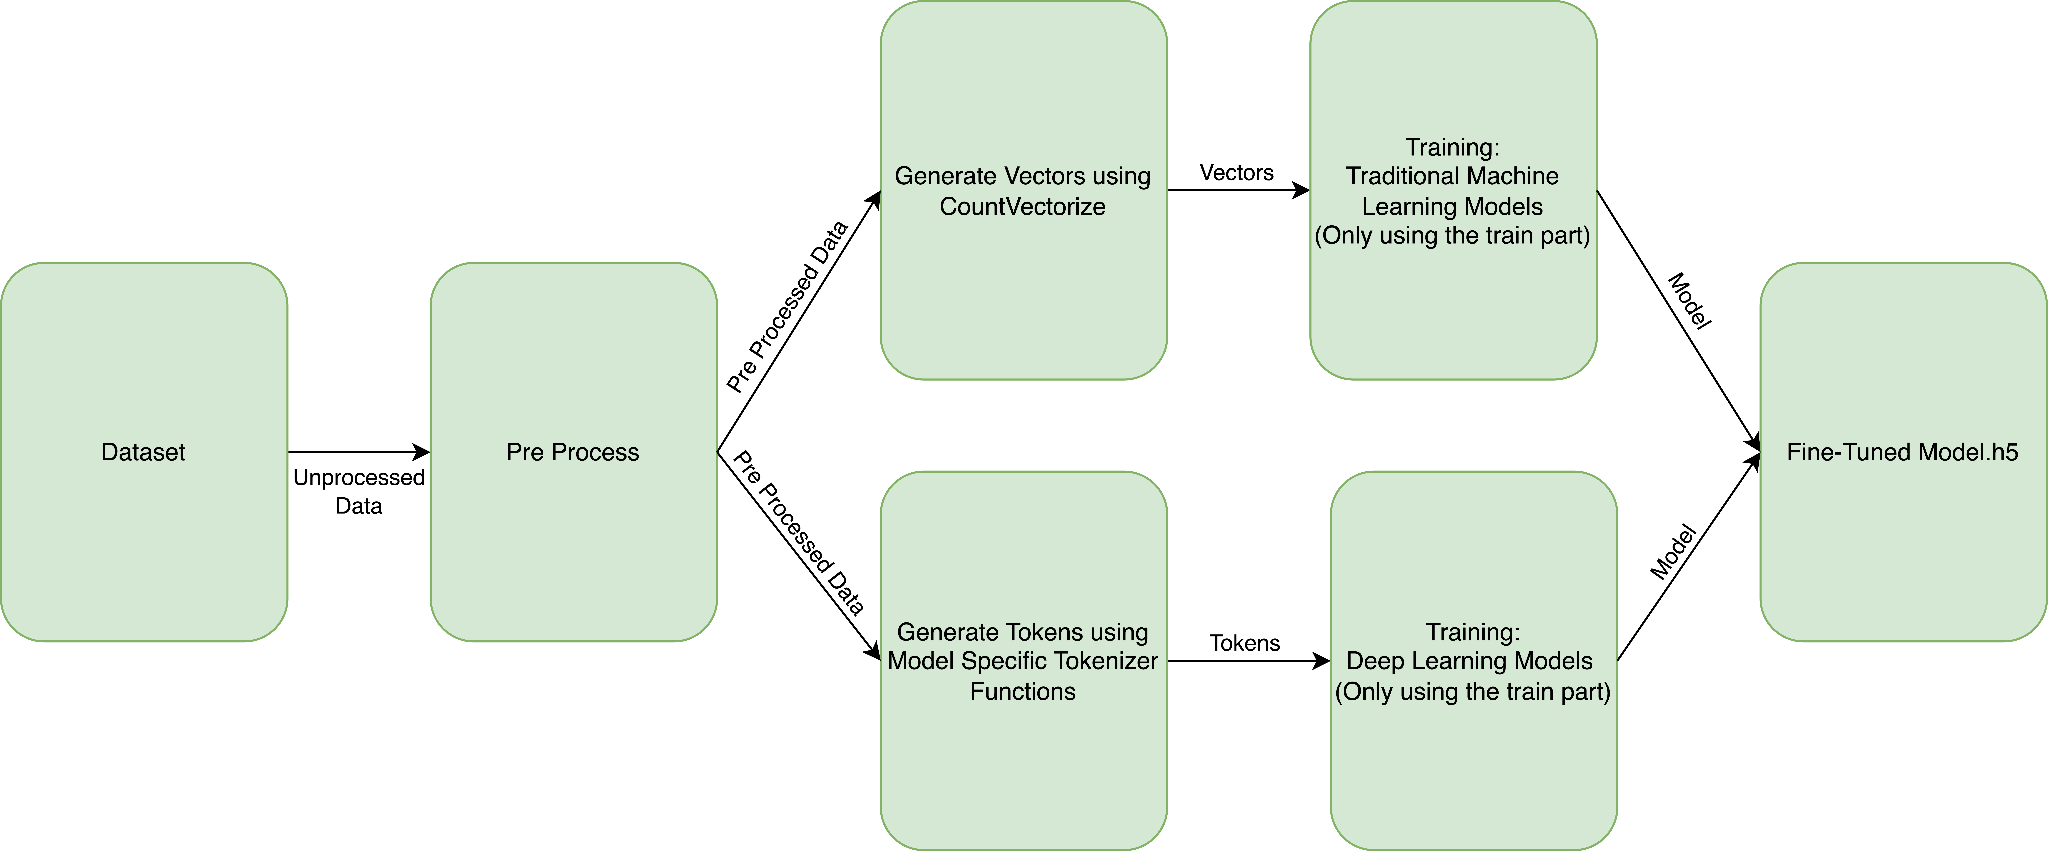 Dataset
Unprocessed
Data
Pre Process
Pre Processed Data
Pre Processed Data
Generate Vectors using
CountVectorize
Vectors
Training:
Traditional Machine
Learning Models
(Only using the train part)
Model
Generate Tokens using
Model Specific Tokenizer
Functions
Tokens
Training:
Deep Learning Models
(Only using the train part)
Model
Fine-Tuned Model.h5